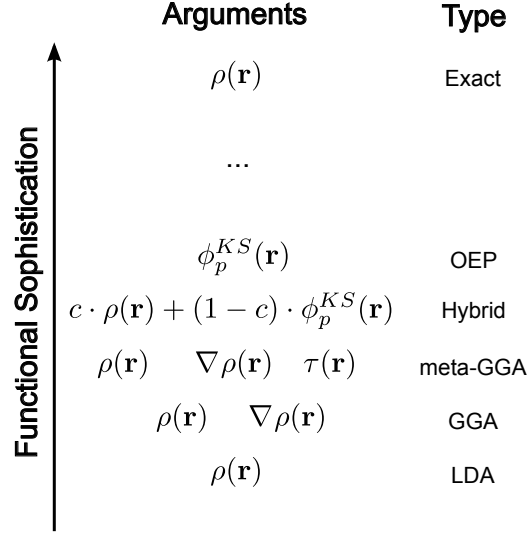 Arguments Type
ρ(r) Exact
...
ϕ_p^{KS}(r) OEP
c · ρ(r) + (1 − c) · ϕ_p^{KS}(r) Hybrid
ρ(r) ∇ρ(r) τ(r) meta-GGA
ρ(r) ∇ρ(r) GGA
ρ(r) LDA
Functional Sophistication